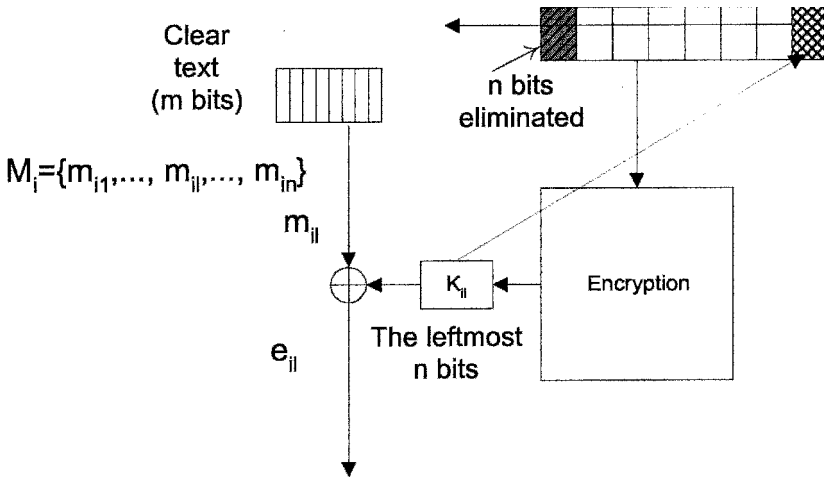 Clear
text
(m bits)
n bits
eliminated
M_i={m_i1,..., m_il,..., m_in}
m_il
K_il
Encryption
The leftmost
n bits
e_il